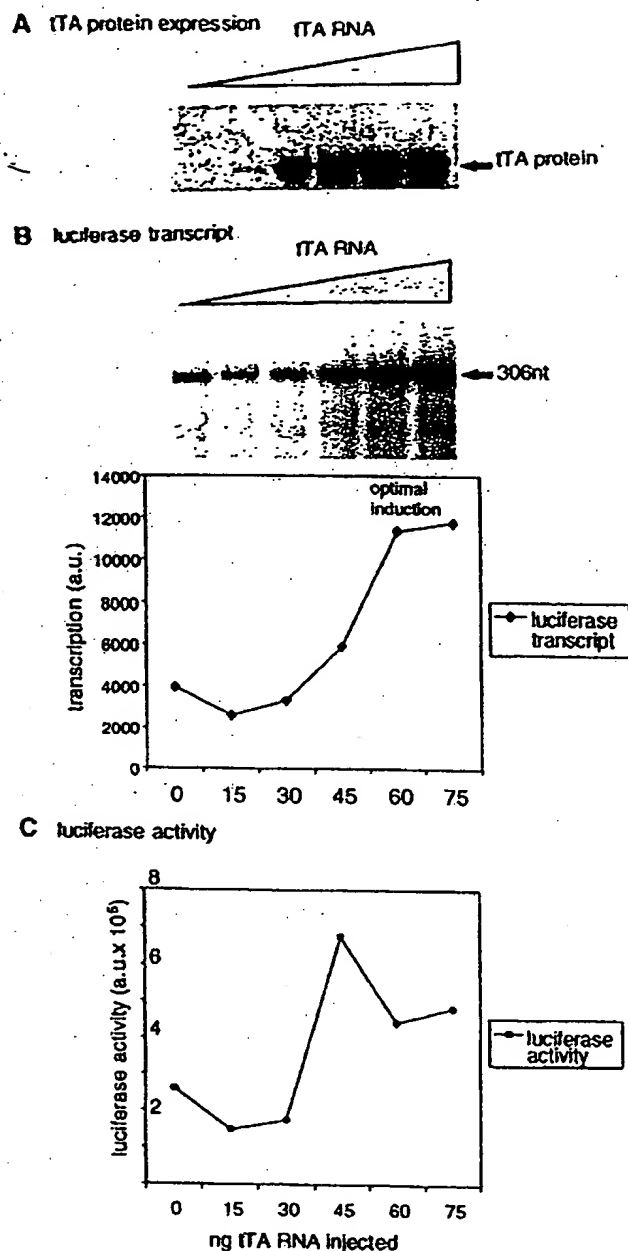 A tTA protein expression
tTA RNA
tTA protein
B luciferase transcript
tTA RNA
306nt
14000
12000
10000
8000
6000
4000
2000
0
optimal
induction
transcription (a.u.)
luciferase
transcript
0 15 30 45 60 75
C luciferase activity
8
6
4
2
luciferase activity (a.u.x 10⁵)
luciferase
activity
0 15 30 45 60 75
ng tTA RNA injected